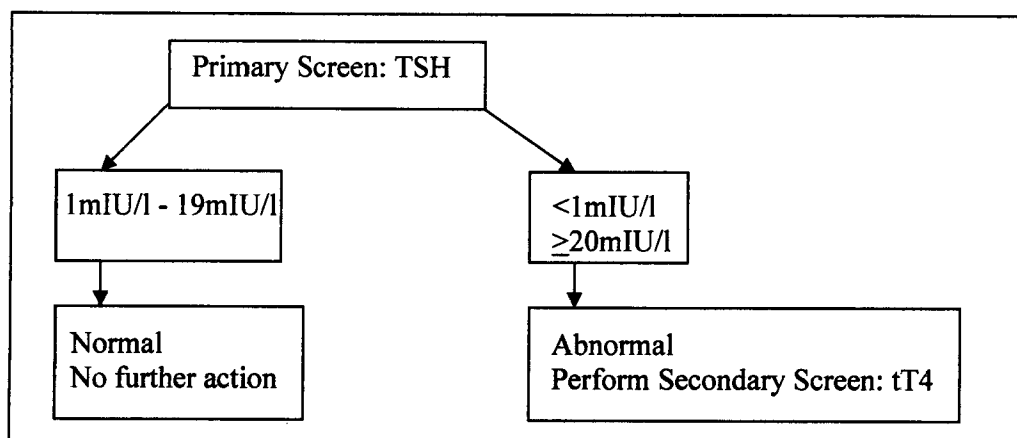 Primary Screen: TSH
1mIU/l - 19mIU/l
<1mIU/l
≥20mIU/l
Normal
No further action
Abnormal
Perform Secondary Screen: tT4